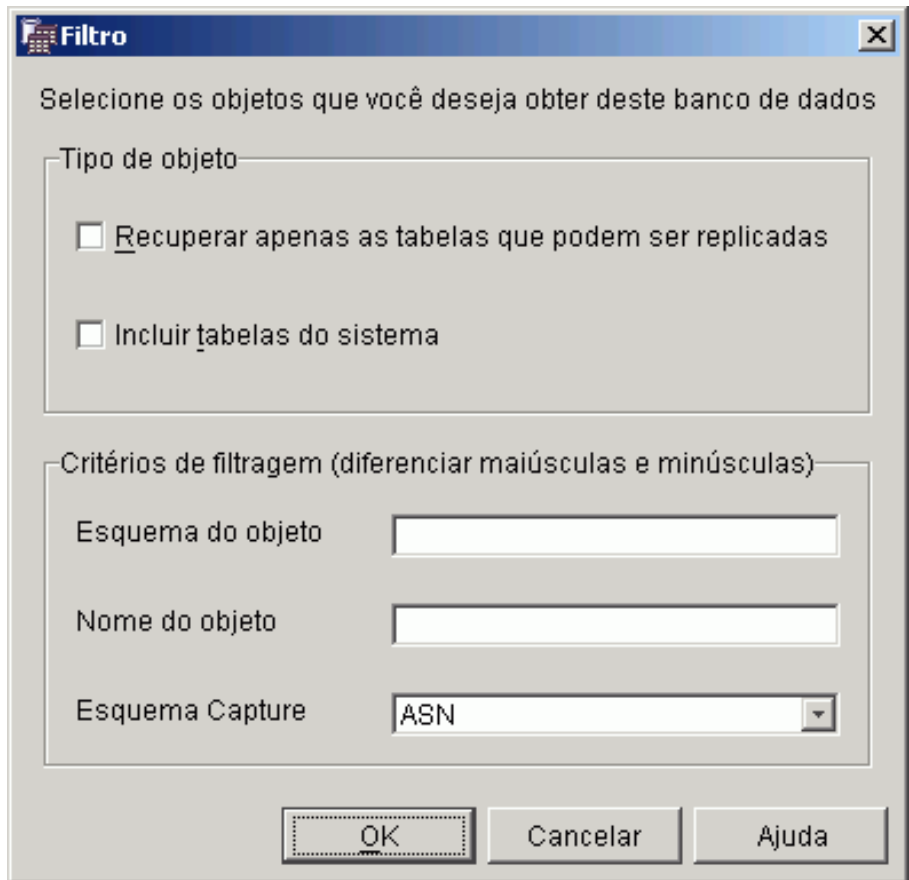 Filtro
Selecione os objetos que você deseja obter deste banco de dados
Tipo de objeto
Recuperar apenas as tabelas que podem ser replicadas
Incluir tabelas do sistema
Critérios de filtragem (diferenciar maiúsculas e minúsculas)
Esquema do objeto
Nome do objeto
Esquema Capture ASN
OK Cancelar Ajuda